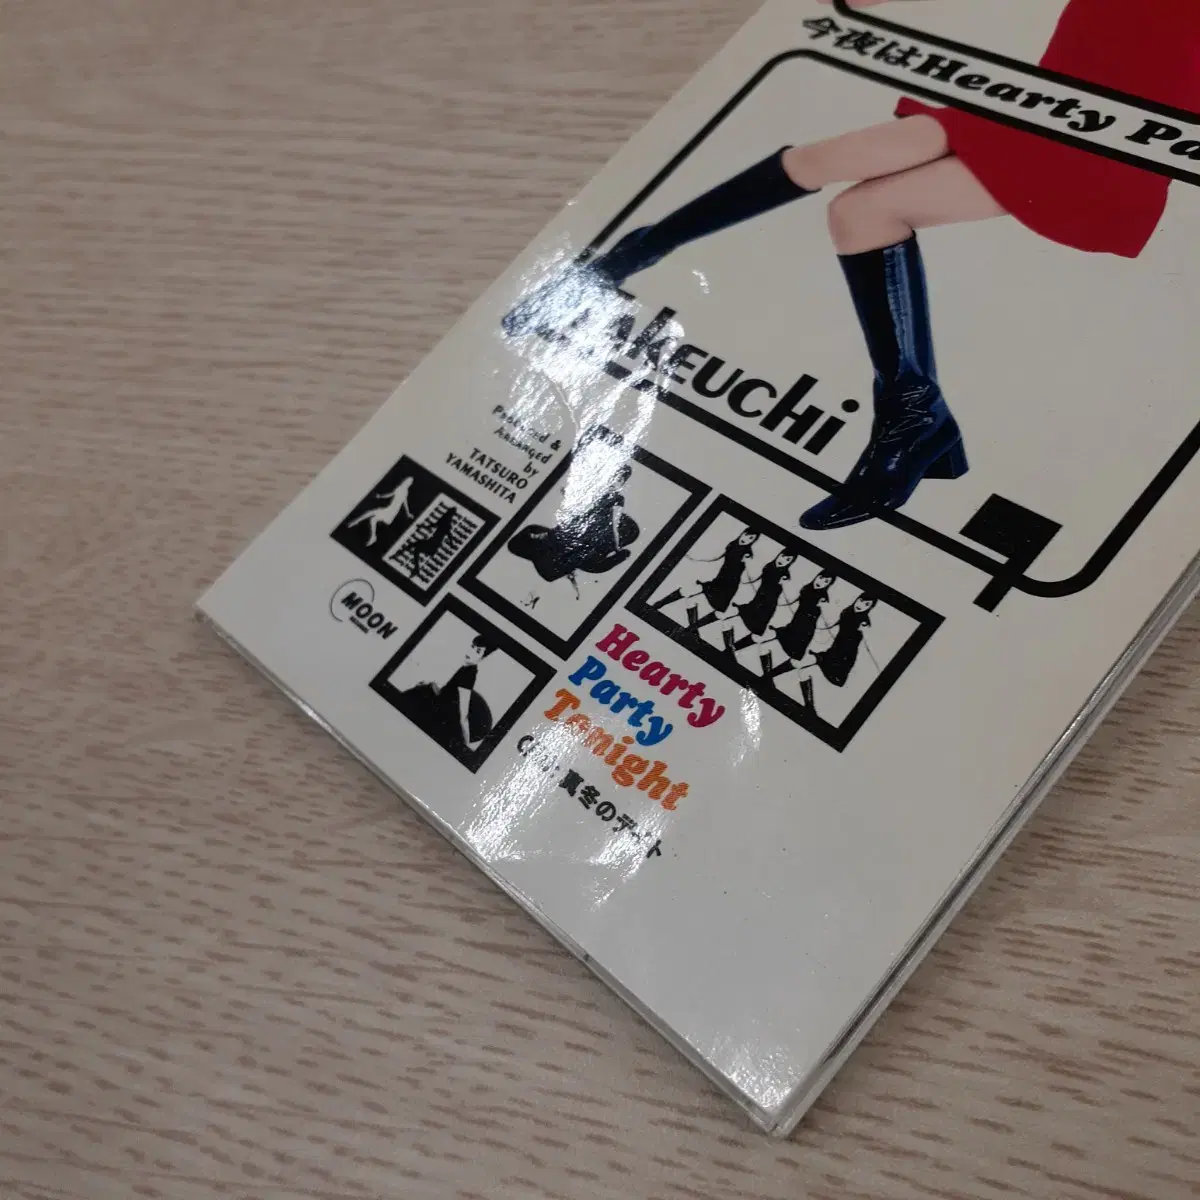 今夜はHearty Pa
TAKEUCHI
Produced &
Arranged
by
TATSURO
YAMASHITA
MOON
Hearty
Party
Tonight
真冬のデート